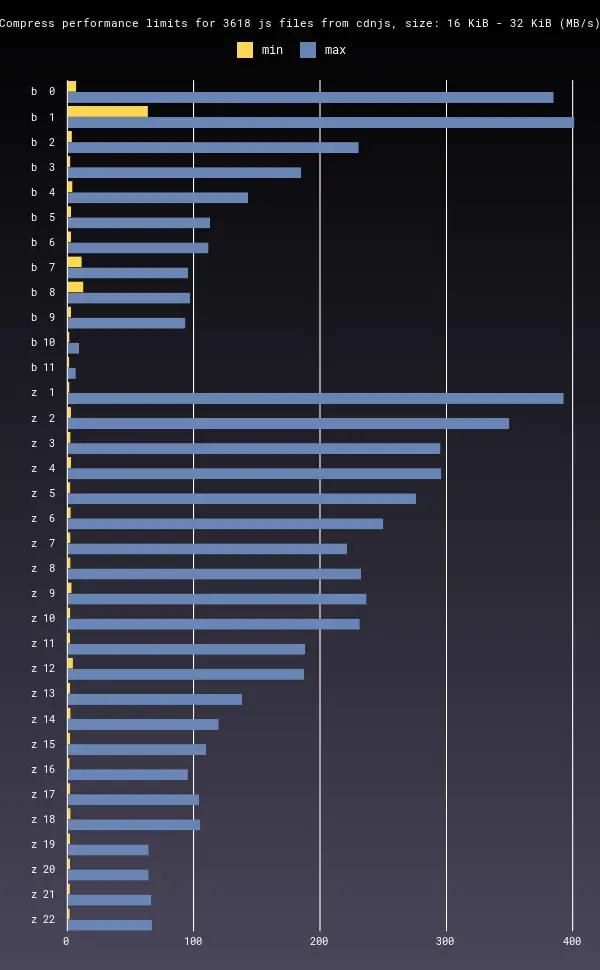 Compress performance limits for 3618 js files from cdnjs, size: 16 KiB - 32 KiB (MB/s)
min max
b 0
b 1
b 2
b 3
b 4
b 5
b 6
b 7
b 8
b 9
b 10
b 11
z 1
z 2
z 3
z 4
z 5
z 6
z 7
z 8
z 9
z 10
z 11
z 12
z 13
z 14
z 15
z 16
z 17
z 18
z 19
z 20
z 21
z 22
0 100 200 300 400